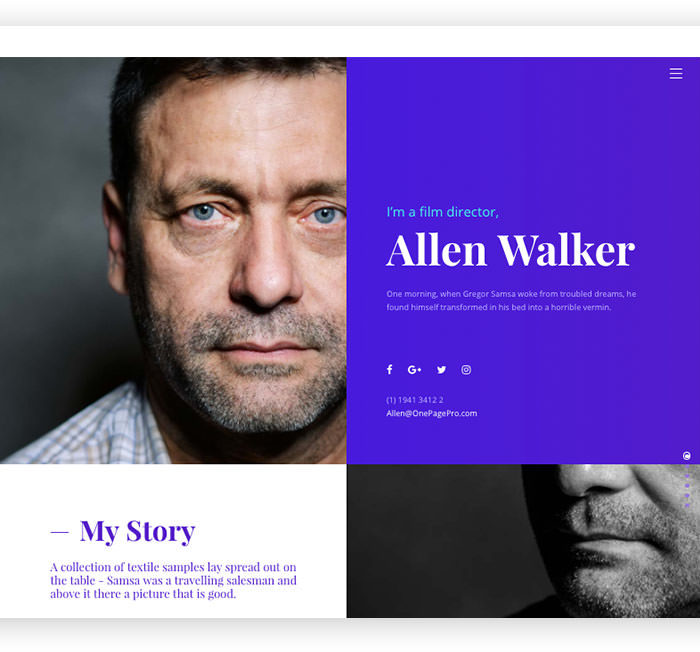 I'm a film director,
Allen Walker
One morning, when Gregor Samsa woke from troubled dreams, he
found himself transformed in his bed into a horrible vermin.
(1) 1941 3412 2
Allen@OnePagePro.com
— My Story
A collection of textile samples lay spread out on
the table - Samsa was a travelling salesman and
above it there a picture that is good.